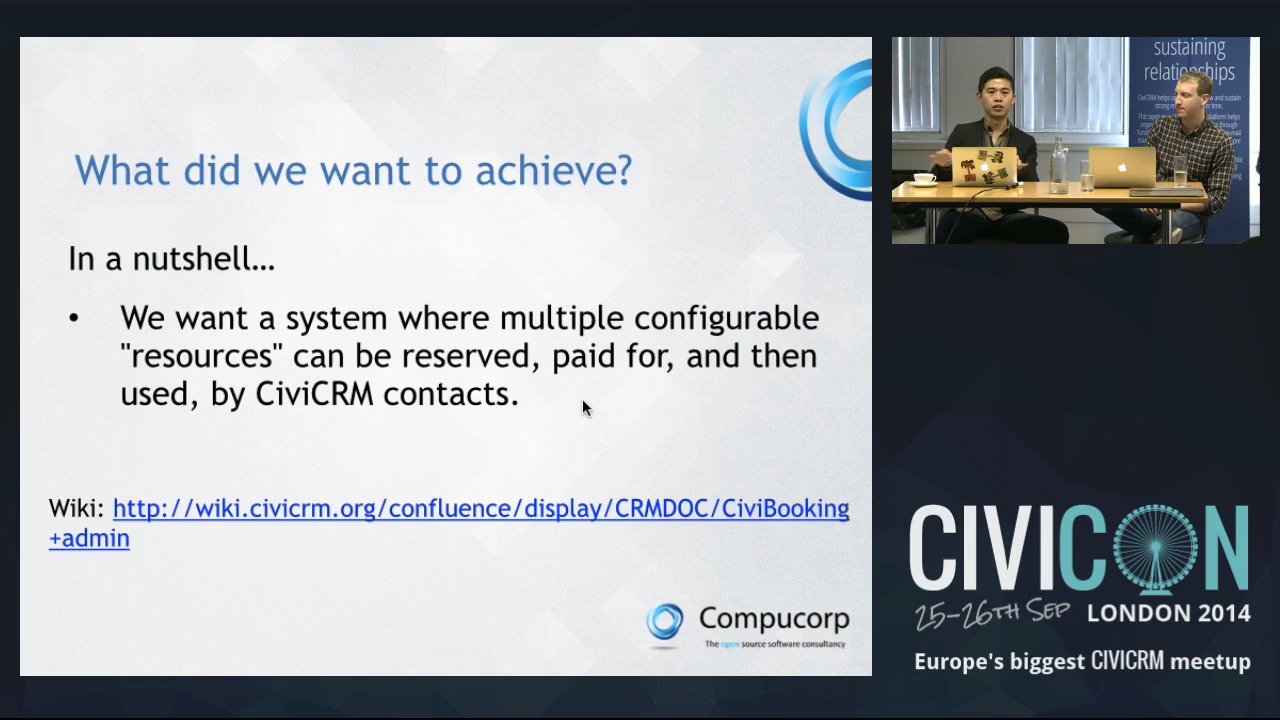 What did we want to achieve?
In a nutshell…
• We want a system where multiple configurable
"resources" can be reserved, paid for, and then
used, by CiviCRM contacts.
Wiki: http://wiki.civicrm.org/confluence/display/CRMDOC/CiviBooking
+admin
Compucorp
The open source software consultancy
sustaining
relationships
CIVICON
25-26TH SEP LONDON 2014
Europe's biggest CIVICRM meetup